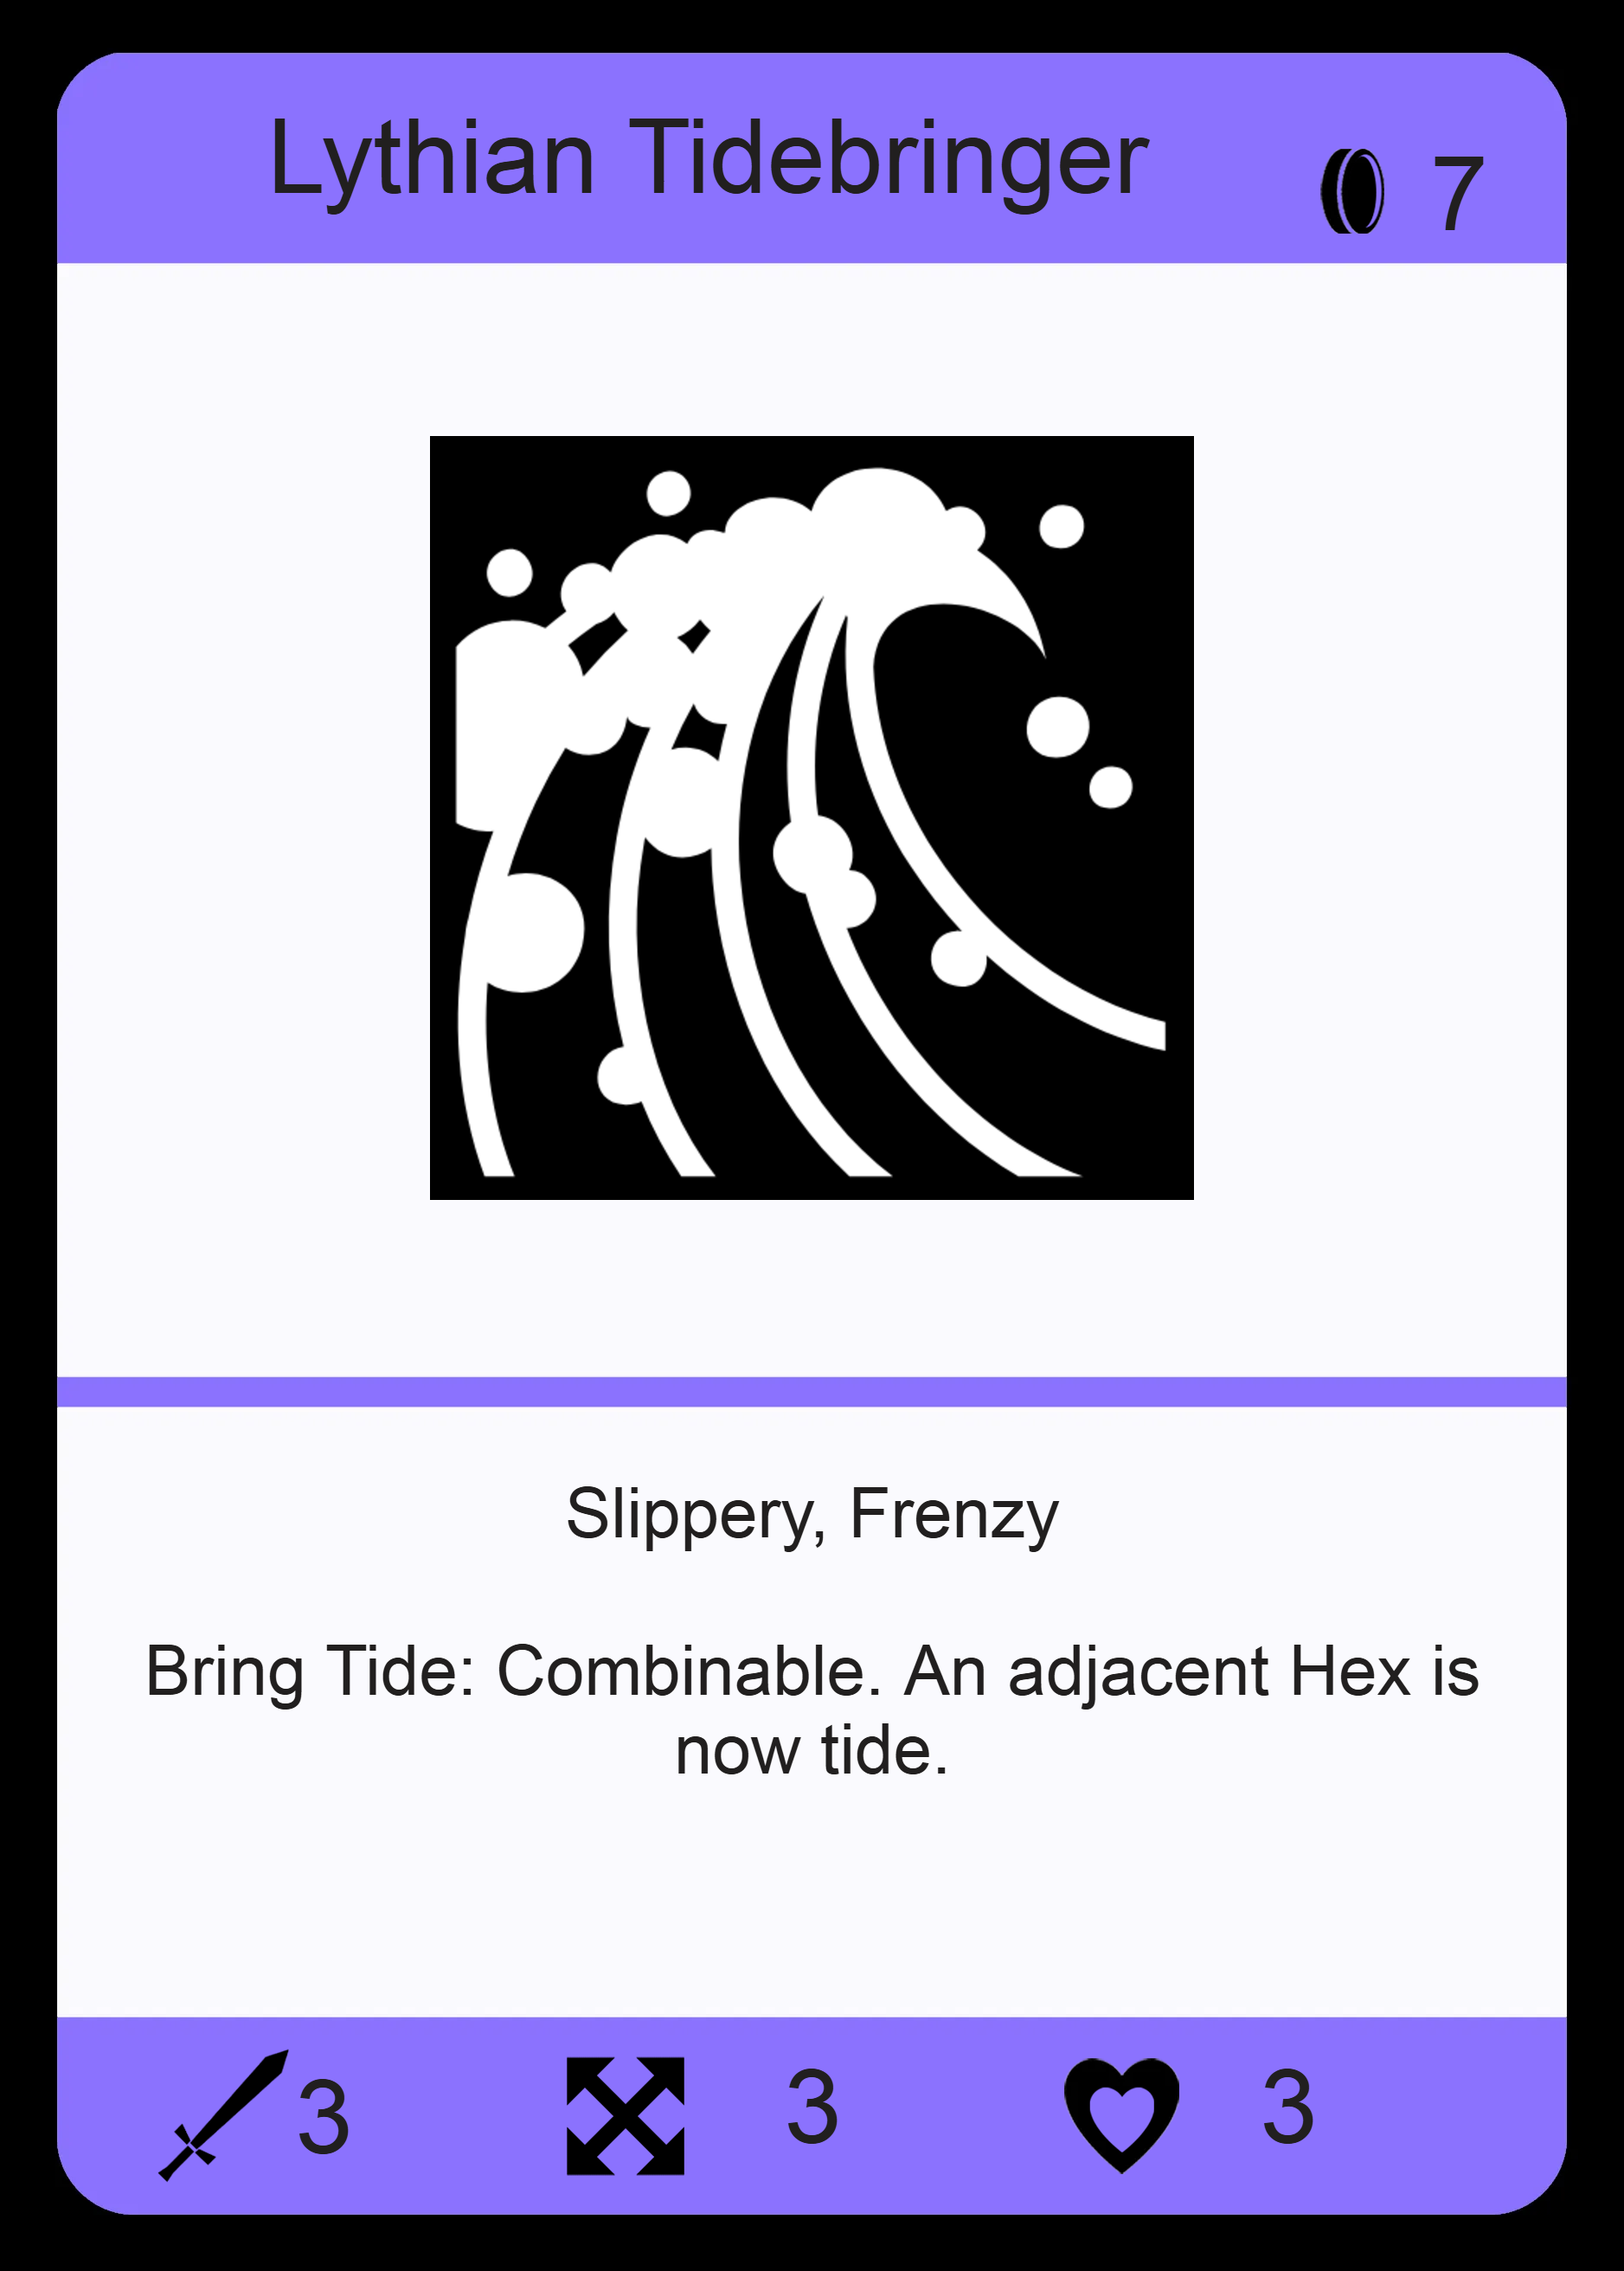 Lythian Tidebringer
7
Slippery, Frenzy
Bring Tide: Combinable. An adjacent Hex is
now tide.
3 3 3